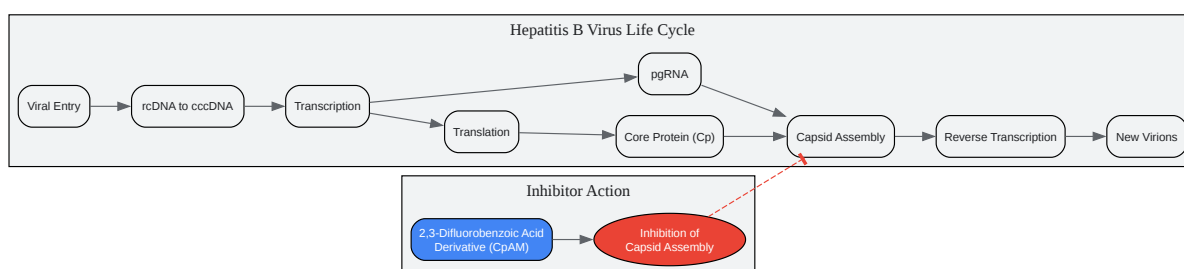 Hepatitis B Virus Life Cycle
Viral Entry
rcDNA to cccDNA
Transcription
pgRNA
Translation
Core Protein (Cp)
Capsid Assembly
Reverse Transcription
New Virions
Inhibitor Action
2,3-Difluorobenzoic Acid
Derivative (CpAM)
Inhibition of
Capsid Assembly